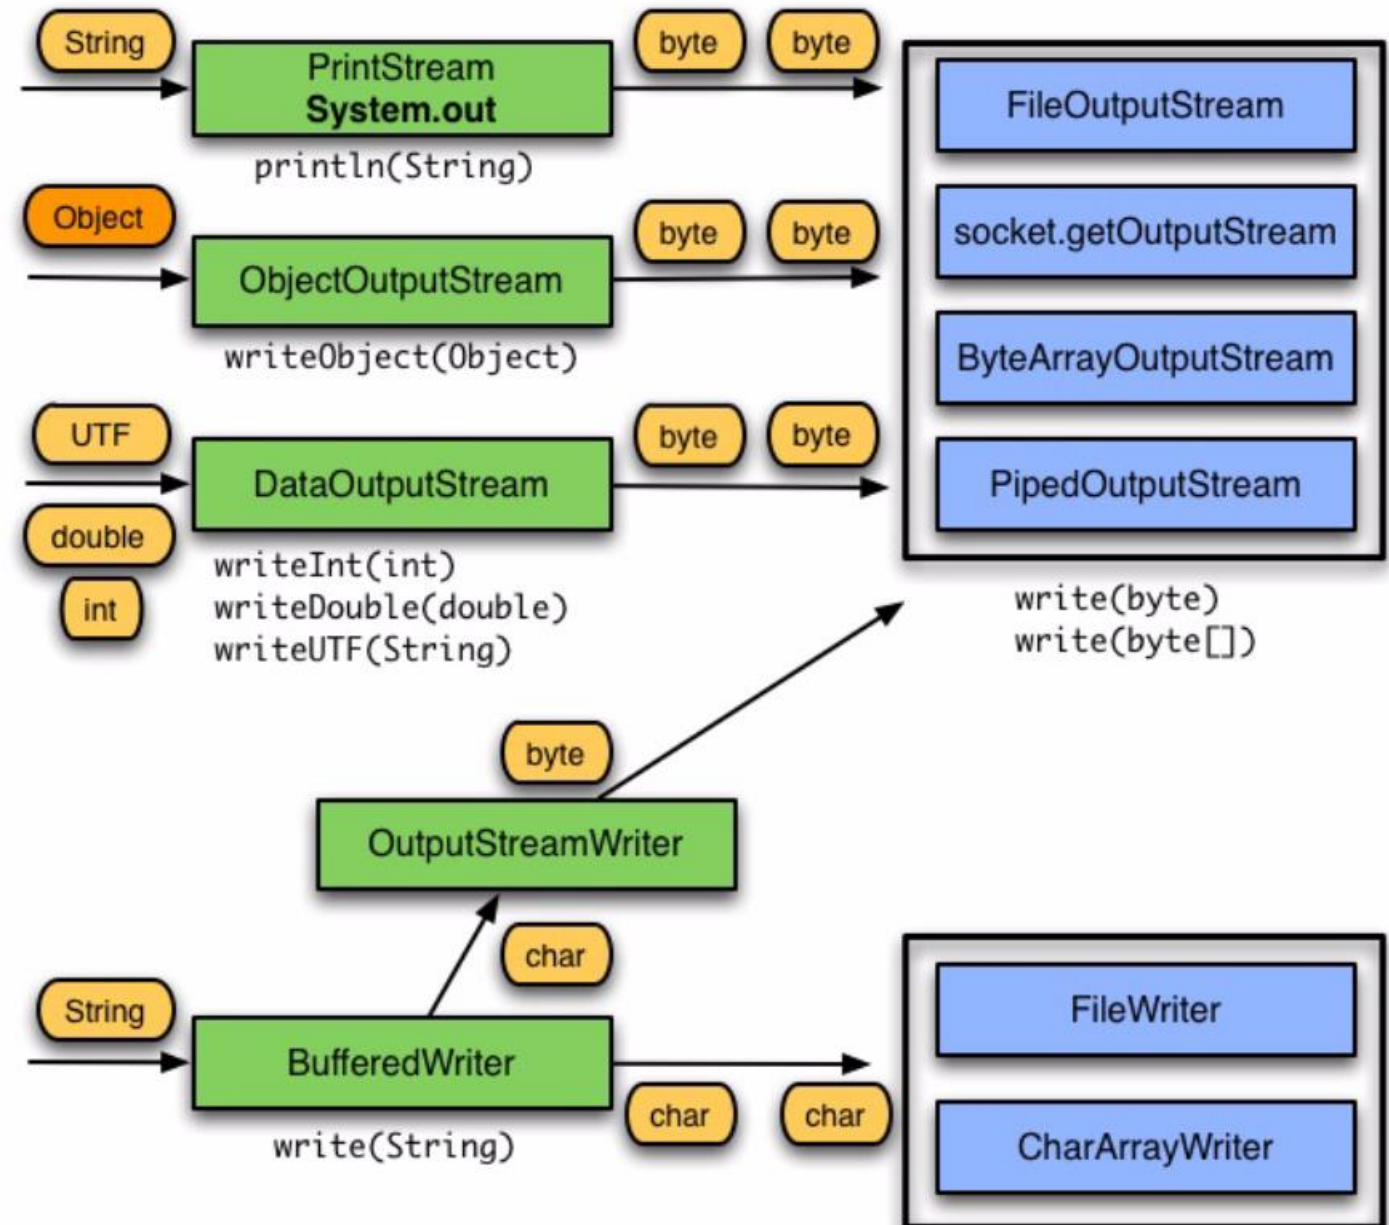 String
PrintStream
System.out
byte
byte
println(String)
FileOutputStream
Object
ObjectOutputStream
byte
byte
writeObject(Object)
socket.getOutputStream
ByteArrayOutputStream
UTF
double
int
DataOutputStream
byte
byte
writeInt(int)
writeDouble(double)
writeUTF(String)
PipedOutputStream
write(byte)
write(byte[])
byte
OutputStreamWriter
char
String
BufferedWriter
char
char
write(String)
FileWriter
CharArrayWriter